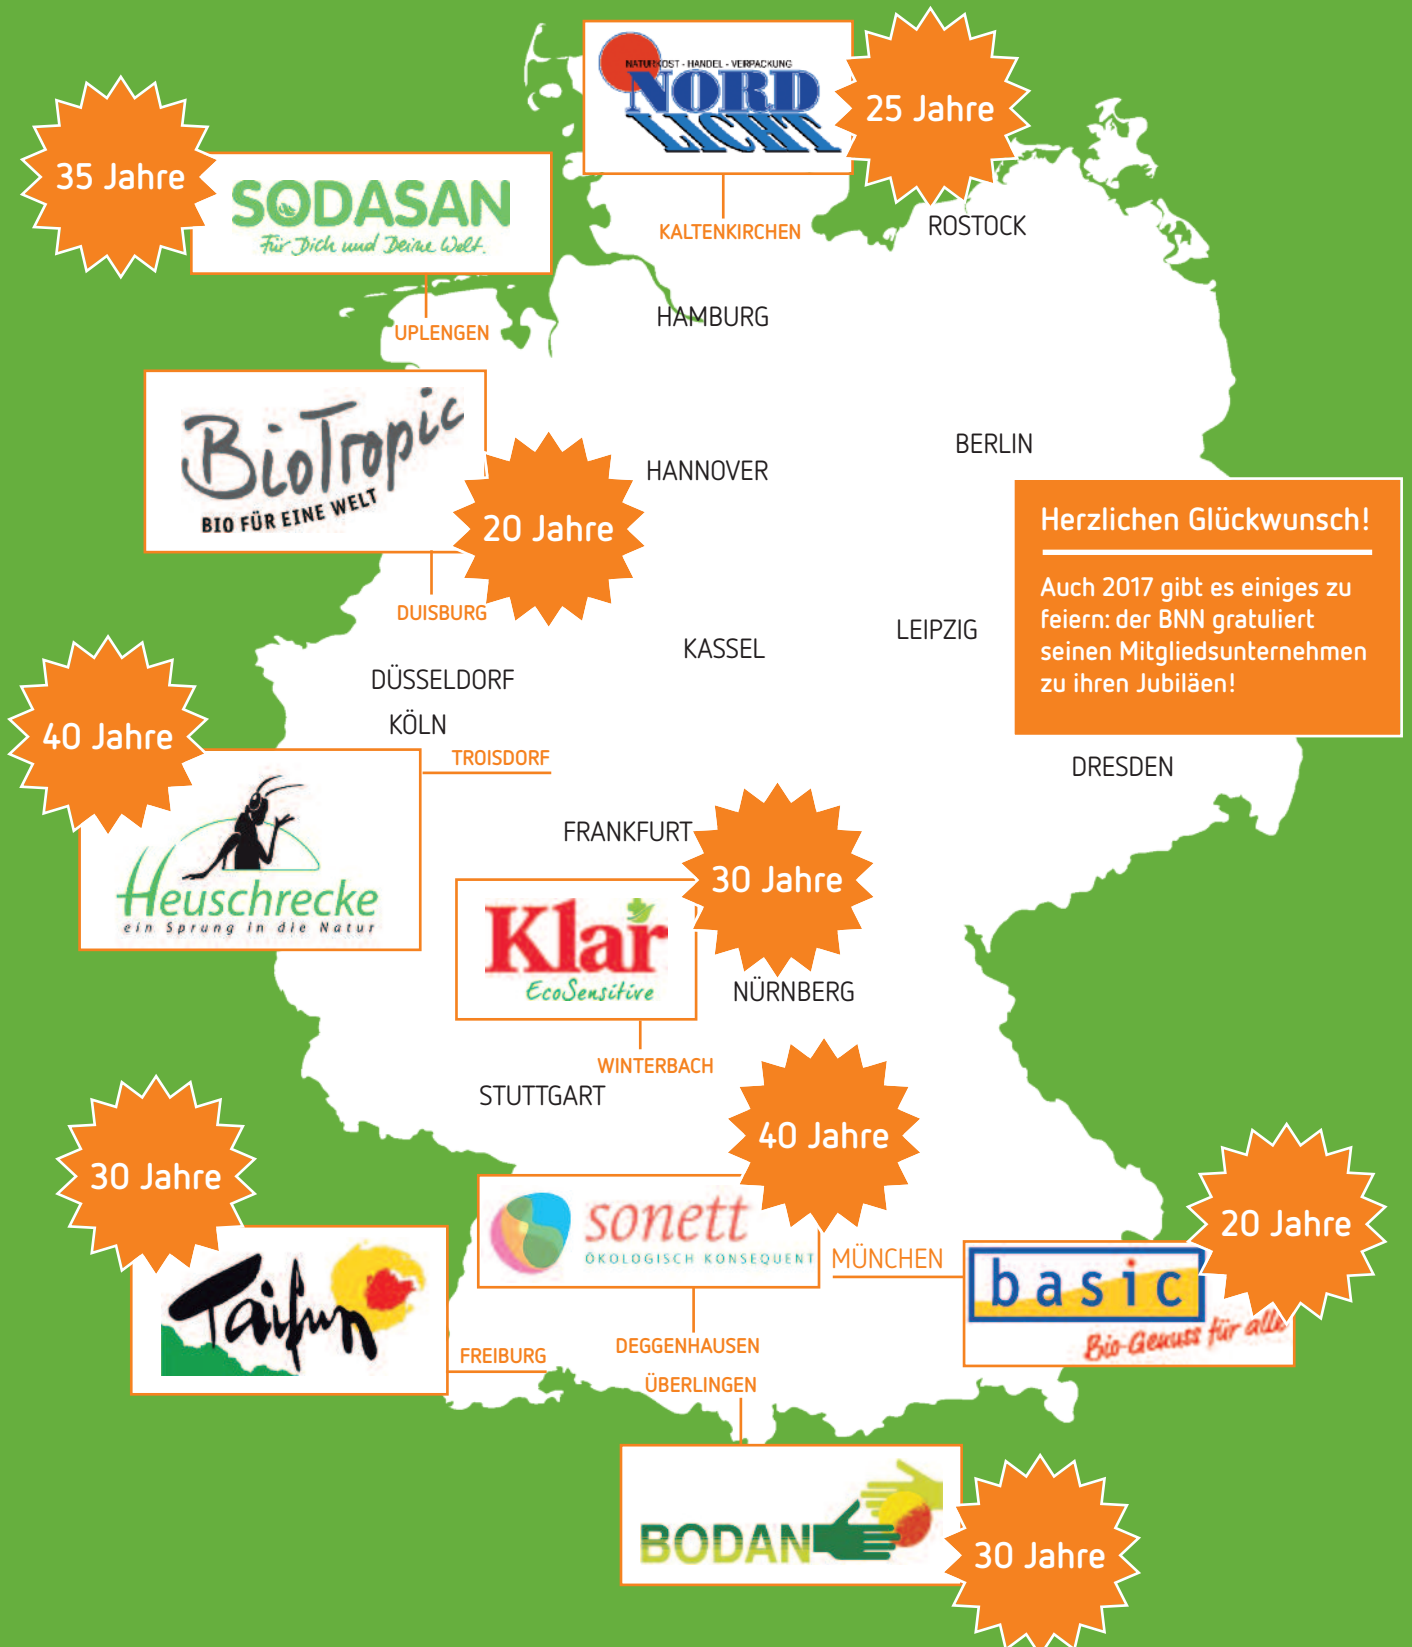 NATURKOST - HANDEL - VERPACKUNG
NORD
LICHT
25 Jahre
KALTENKIRCHEN
35 Jahre
SODASAN
Für Dich und Deine Welt.
UPLENGEN
ROSTOCK
HAMBURG
BioTropic
BIO FÜR EINE WELT
20 Jahre
DUISBURG
HANNOVER
BERLIN
Herzlichen Glückwunsch!
Auch 2017 gibt es einiges zu
feiern: der BNN gratuliert
seinen Mitgliedsunternehmen
zu ihren Jubiläen!
KASSEL
LEIPZIG
DÜSSELDORF
KÖLN
40 Jahre
TROISDORF
Heuschrecke
ein Sprung in die Natur
DRESDEN
FRANKFURT
30 Jahre
Klar
EcoSensitive
WINTERBACH
NÜRNBERG
STUTTGART
30 Jahre
Taifun
FREIBURG
40 Jahre
sonett
ÖKOLOGISCH KONSEQUENT
DEGGENHAUSEN
MÜNCHEN
20 Jahre
basic
Bio-Genuss für alle
ÜBERLINGEN
BODAN
30 Jahre